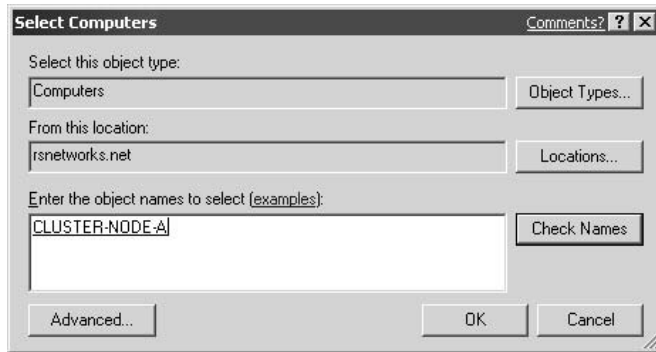 Select Computers Comments? ? X
Select this object type:
Computers Object Types...
From this location:
rsnetworks.net Locations...
Enter the object names to select (examples):
CLUSTER-NODE-A Check Names
Advanced... OK Cancel